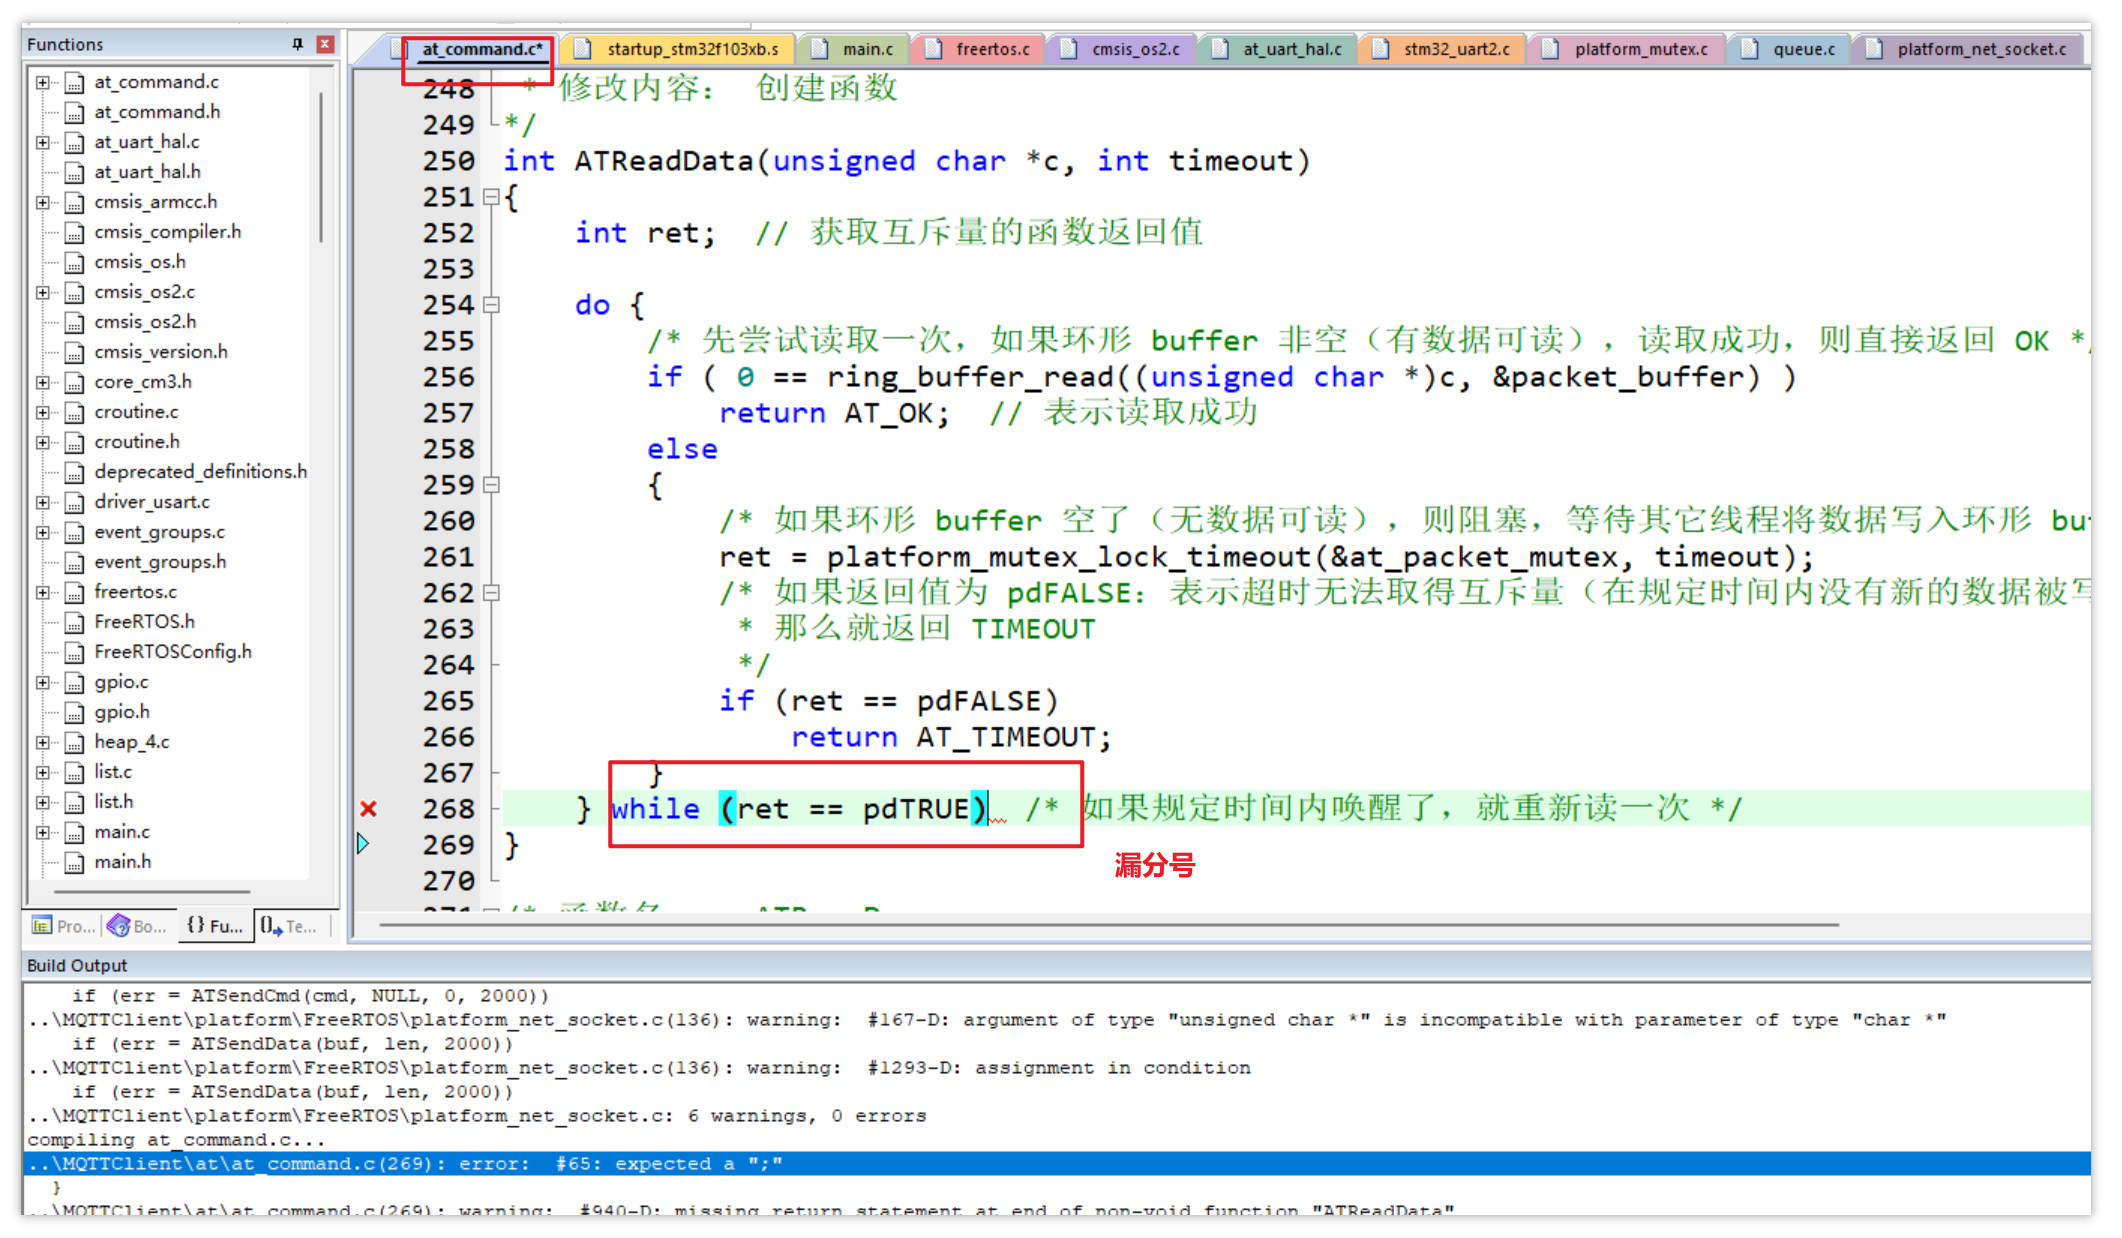 Functions
at_command.c
at_command.h
at_uart_hal.c
at_uart_hal.h
cmsis_armcc.h
cmsis_compiler.h
cmsis_os.h
cmsis_os2.c
cmsis_os2.h
cmsis_version.h
core_cm3.h
croutine.c
croutine.h
deprecated_definitions.h
driver_usart.c
event_groups.c
event_groups.h
freertos.c
FreeRTOS.h
FreeRTOSConfig.h
gpio.c
gpio.h
heap_4.c
list.c
list.h
main.c
main.h
Pro... Bo... {} Fu... Te...
at_command.c* startup_stm32f103xb.s main.c freertos.c cmsis_os2.c at_uart_hal.c stm32_uart2.c platform_mutex.c queue.c platform_net_socket.c
248 * 修改内容： 创建函数
249 */
250 int ATReadData(unsigned char *c, int timeout)
251 {
252 int ret; // 获取互斥量的函数返回值
253
254 do {
255 /* 先尝试读取一次，如果环形 buffer 非空（有数据可读），读取成功，则直接返回 OK */
256 if ( 0 == ring_buffer_read((unsigned char *)c, &packet_buffer) )
257 return AT_OK; // 表示读取成功
258 else
259 {
260 /* 如果环形 buffer 空了（无数据可读），则阻塞，等待其它线程将数据写入环形 bu
261 ret = platform_mutex_lock_timeout(&at_packet_mutex, timeout);
262 /* 如果返回值为 pdFALSE：表示超时无法取得互斥量（在规定时间内没有新的数据被写
263 * 那么就返回 TIMEOUT
264 */
265 if (ret == pdFALSE)
266 return AT_TIMEOUT;
267 }
268 } while (ret == pdTRUE) /* 如果规定时间内唤醒了，就重新读一次 */
269 }
漏分号
270
271 /* 函数名
Build Output
if (err = ATSendCmd(cmd, NULL, 0, 2000))
..\MQTTClient\platform\FreeRTOS\platform_net_socket.c(136): warning: #167-D: argument of type "unsigned char *" is incompatible with parameter of type "char *"
if (err = ATSendData(buf, len, 2000))
..\MQTTClient\platform\FreeRTOS\platform_net_socket.c(136): warning: #1293-D: assignment in condition
if (err = ATSendData(buf, len, 2000))
..\MQTTClient\platform\FreeRTOS\platform_net_socket.c: 6 warnings, 0 errors
compiling at_command.c...
..\MQTTClient\at\at_command.c(269): error: #65: expected a ";"
}
..\MQTTClient\at\at_command.c(269): warning: #940-D: missing return statement at end of non-void function "ATReadData"